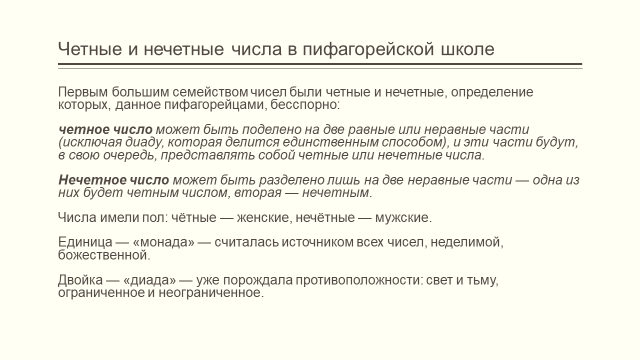 Четные и нечетные числа в пифагорейской школе
Первым большим семейством чисел были четные и нечетные, определение
которых, данное пифагорейцами, бесспорно:
четное число может быть поделено на две равные или неравные части
(исключая диаду, которая делится единственным способом), и эти части будут,
в свою очередь, представлять собой четные или нечетные числа.
Нечетное число может быть разделено лишь на две неравные части — одна из
них будет четным числом, вторая — нечетным.
Числа имели пол: чётные — женские, нечётные — мужские.
Единица — «монада» — считалась источником всех чисел, неделимой,
божественной.
Двойка — «диада» — уже порождала противоположности: свет и тьму,
ограниченное и неограниченное.